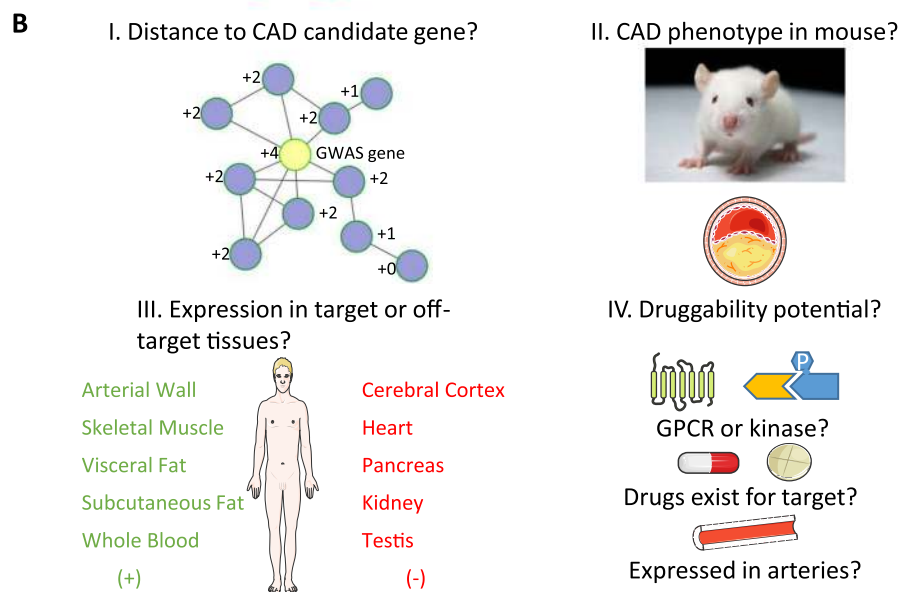 B
I. Distance to CAD candidate gene?
+2
+1
+2
+2
+4
GWAS gene
+2
+2
+2
+1
+2
+0
II. CAD phenotype in mouse?
III. Expression in target or off-
target tissues?
Arterial Wall
Skeletal Muscle
Visceral Fat
Subcutaneous Fat
Whole Blood
(+)
Cerebral Cortex
Heart
Pancreas
Kidney
Testis
(-)
IV. Druggability potential?
P
GPCR or kinase?
Drugs exist for target?
Expressed in arteries?